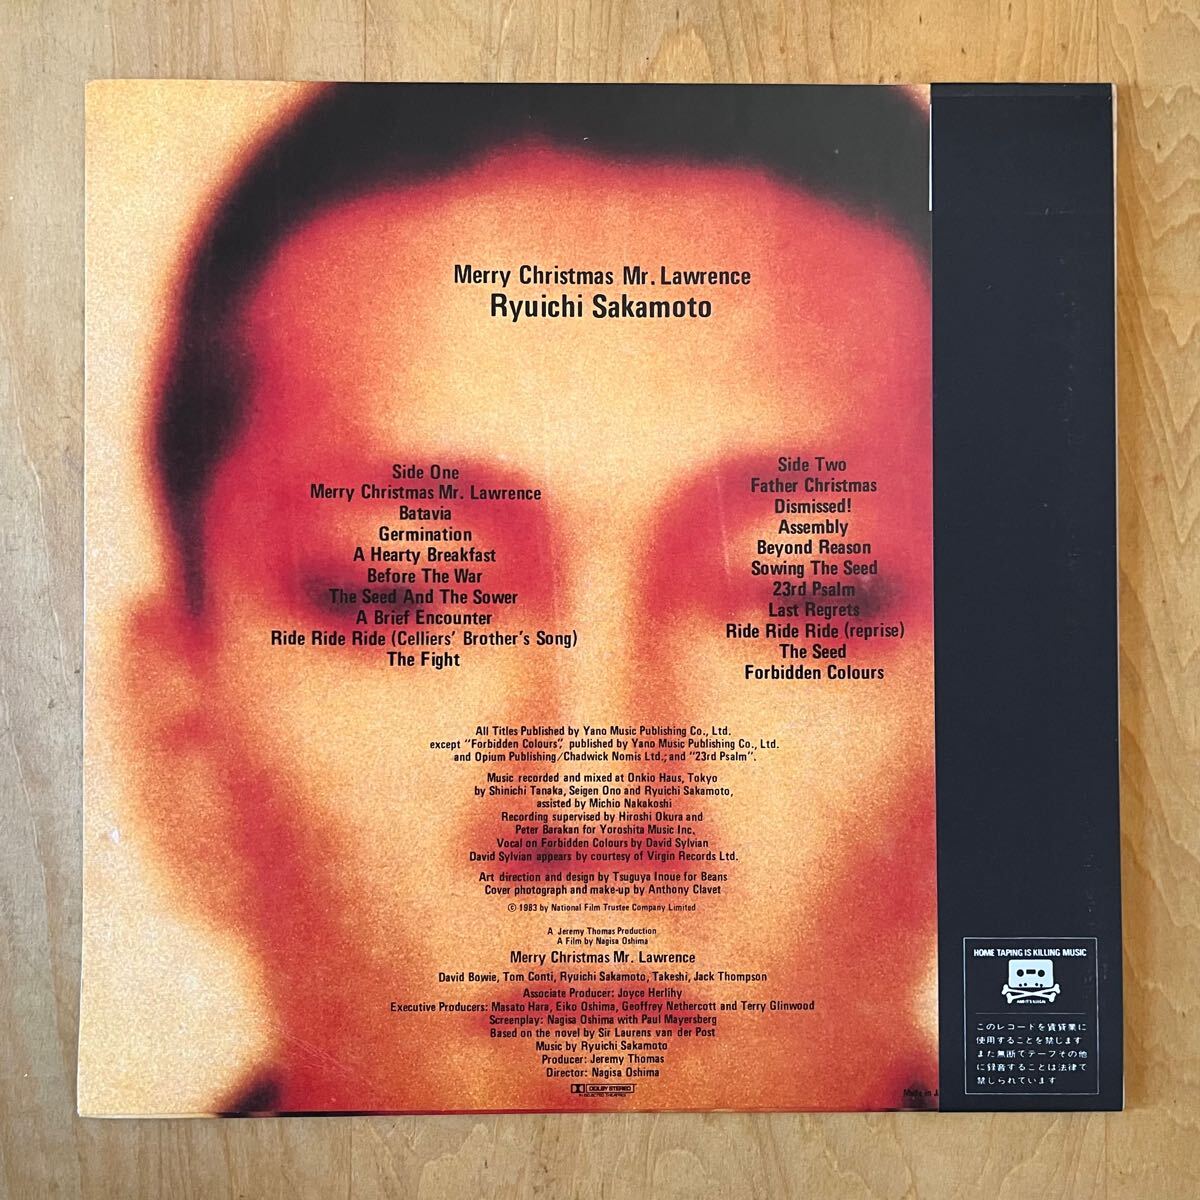 Merry Christmas Mr. Lawrence
Ryuichi Sakamoto
Side One
Merry Christmas Mr. Lawrence
Batavia
Germination
A Hearty Breakfast
Before The War
The Seed And The Sower
A Brief Encounter
Ride Ride Ride (Celliers' Brother's Song)
The Fight
Side Two
Father Christmas
Dismissed!
Assembly
Beyond Reason
Sowing The Seed
23rd Psalm
Last Regrets
Ride Ride Ride (reprise)
The Seed
Forbidden Colours
All Titles Published by Yano Music Publishing Co., Ltd.
except "Forbidden Colours", published by Yano Music Publishing Co., Ltd.
and Opium Publishing/Chadwick Nomis Ltd.; and "23rd Psalm".
Music recorded and mixed at Onkio Haus, Tokyo
by Shinichi Tanaka, Seigen Ono and Ryuichi Sakamoto,
assisted by Michio Nakakoshi
Recording supervised by Hiroshi Okura and
Peter Barakan for Yoroshita Music Inc.
Vocal on Forbidden Colours by David Sylvian
David Sylvian appears by courtesy of Virgin Records Ltd.
Art direction and design by Tsuguya Inoue for Beans
Cover photograph and make-up by Anthony Clavet
© 1983 by National Film Trustee Company Limited
A Jeremy Thomas Production
A Film by Nagisa Oshima
Merry Christmas Mr. Lawrence
David Bowie, Tom Conti, Ryuichi Sakamoto, Takeshi, Jack Thompson
Associate Producer: Joyce Herlihy
Executive Producers: Masato Hara, Eiko Oshima, Geoffrey Nethercott and Terry Glinwood
Screenplay: Nagisa Oshima with Paul Mayersberg
Based on the novel by Sir Laurens van der Post
Music by Ryuichi Sakamoto
Producer: Jeremy Thomas
Director: Nagisa Oshima
DOLBY STEREO
IN SELECTED THEATRES
Made in J
HOME TAPING IS KILLING MUSIC
AND IT'S ILLEGAL
このレコードを賃貸業に
使用することを禁じます
また無断でテープその他
に録音することは法律で
禁じられています